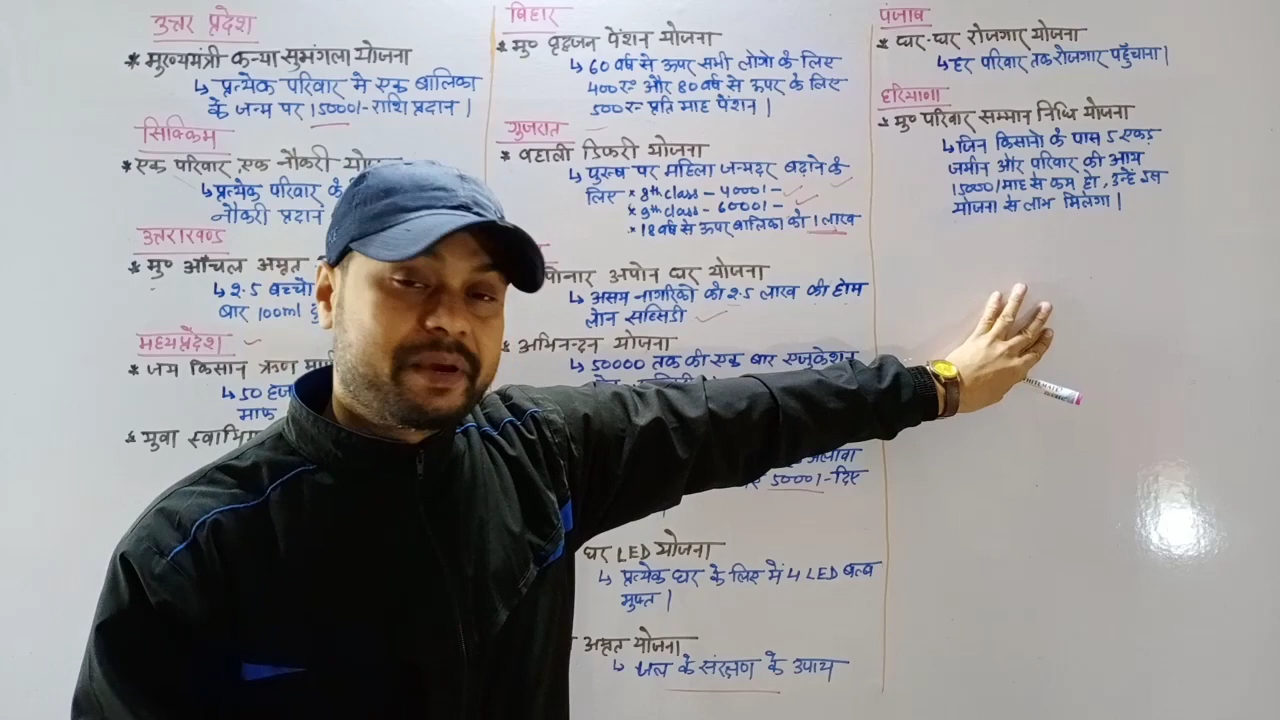 उत्तर प्रदेश
* मुख्यमंत्री कन्या सुमंगला योजना
↳ प्रत्येक परिवार मे एक बालिका
के जन्म पर 15000/- राशि प्रदान |
सिक्किम
* एक परिवार एक नौकरी
↳ प्रत्येक परिवार के
नौकरी प्रदान
उत्तराखण्ड
* मु० आँचल अमृत
↳ 2.5 बच्चो
बार 100ml
मध्यप्रदेश
* जय किसान ऋण
↳ 50
माफ
* युवा
बिहार
* मु० वृद्धजन पेंशन योजना
↳ 60 वर्ष से ऊपर सभी लोगो के लिए
400 रु० और 80 वर्ष से ऊपर के लिए
500 रु० प्रति माह पेंशन |
गुजरात
* वहाली डिकरी योजना
↳ पुरुष पर महिला जन्मदर बढ़ाने के
लिए * 8th class - 4000/-
* 9th class - 6000/-
* 18 वर्ष से ऊपर बालिका को 1 लाख
अपोन घर योजना
↳ असम नागरिको को 2.5 लाख की होम
लोन सब्सिडी
* अभिनन्दन योजना
↳ 50000 तक की एक बार एजुकेशन
अलावा
50001- दिए
घर LED योजना
↳ प्रत्येक घर के लिए में 4 LED बल्ब
मुफ्त |
अमृत योजना
↳ जल के संरक्षण के उपाय
पंजाब
* घर-घर रोजगार योजना
↳ हर परिवार तक रोजगार पहुँचाना |
हरियाणा
* मु० परिवार सम्मान निधि योजना
↳ जिन किसानो के पास 5 एकड़
जमीन और परिवार की आय
15000/माह से कम हो, उन्हें इस
योजना से लाभ मिलेगा |